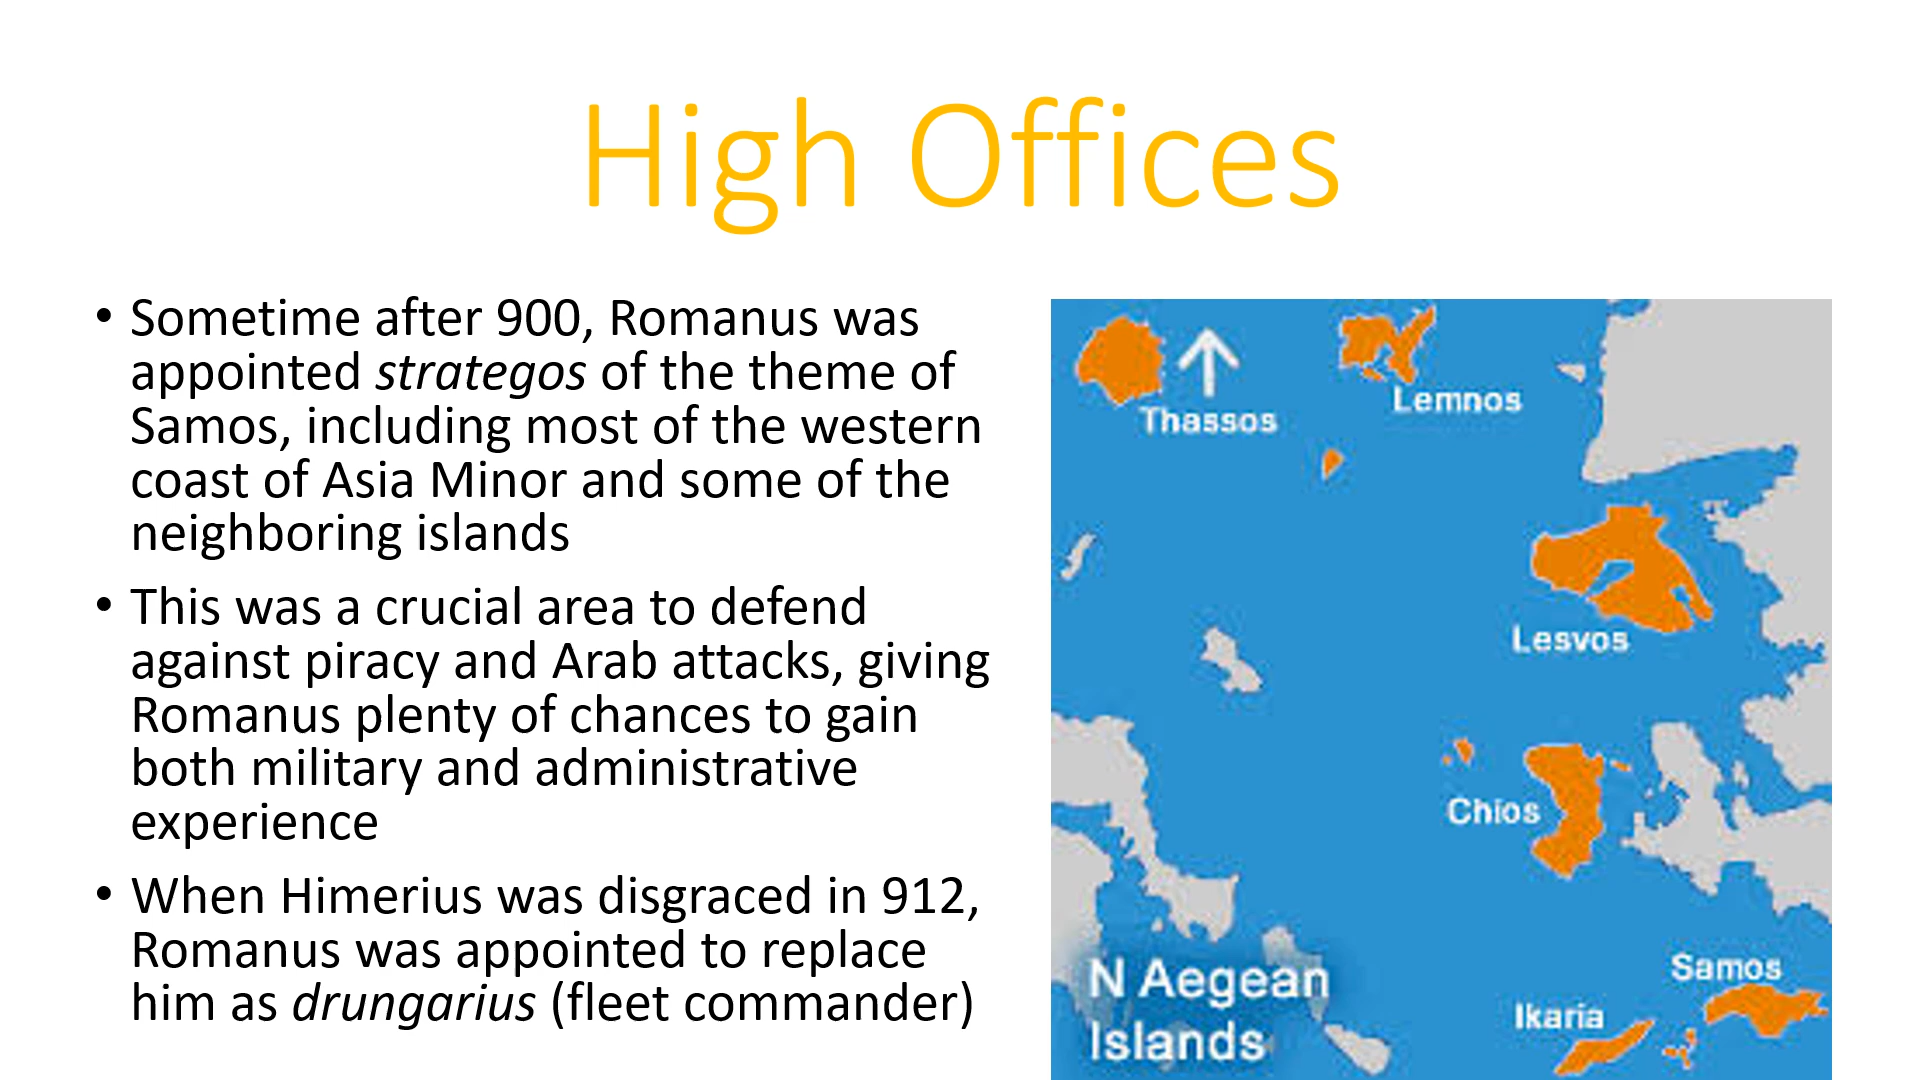 High Offices
• Sometime after 900, Romanus was
appointed strategos of the theme of
Samos, including most of the western
coast of Asia Minor and some of the
neighboring islands
• This was a crucial area to defend
against piracy and Arab attacks, giving
Romanus plenty of chances to gain
both military and administrative
experience
• When Himerius was disgraced in 912,
Romanus was appointed to replace
him as drungarius (fleet commander)
Thassos
Lemnos
Lesvos
Chios
Samos
Ikaria
N Aegean
Islands